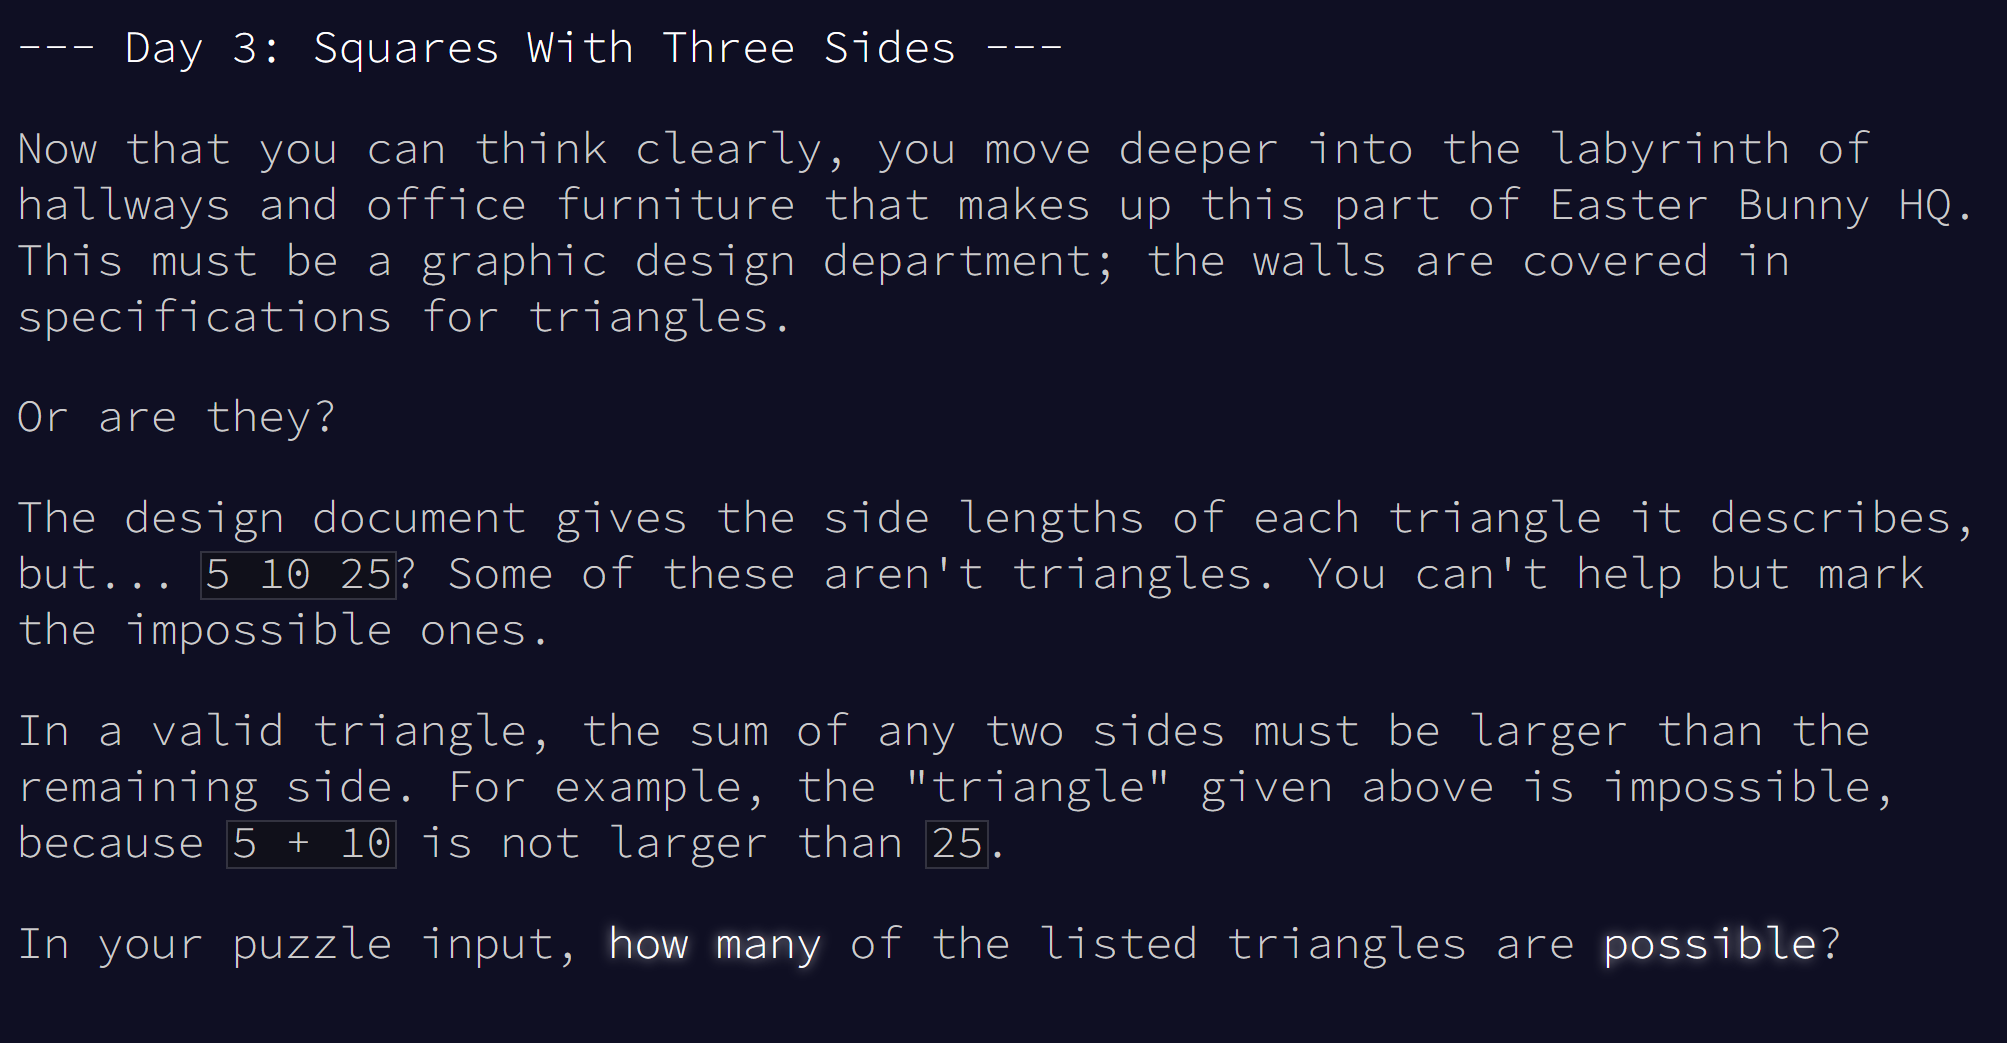 --- Day 3: Squares With Three Sides ---
Now that you can think clearly, you move deeper into the labyrinth of
hallways and office furniture that makes up this part of Easter Bunny HQ.
This must be a graphic design department; the walls are covered in
specifications for triangles.
Or are they?
The design document gives the side lengths of each triangle it describes,
but... 5 10 25? Some of these aren't triangles. You can't help but mark
the impossible ones.
In a valid triangle, the sum of any two sides must be larger than the
remaining side. For example, the "triangle" given above is impossible,
because 5 + 10 is not larger than 25.
In your puzzle input, how many of the listed triangles are possible?